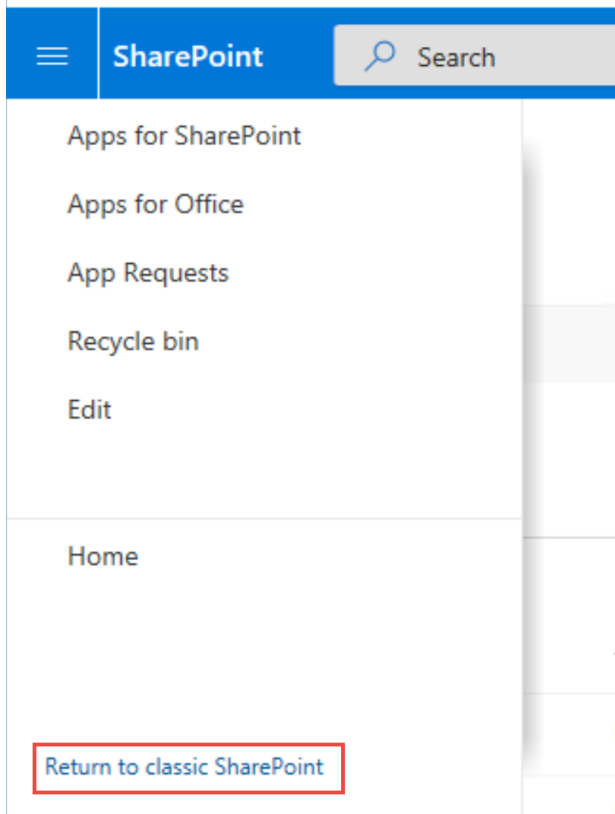 SharePoint
Search
Apps for SharePoint
Apps for Office
App Requests
Recycle bin
Edit
Home
Return to classic SharePoint